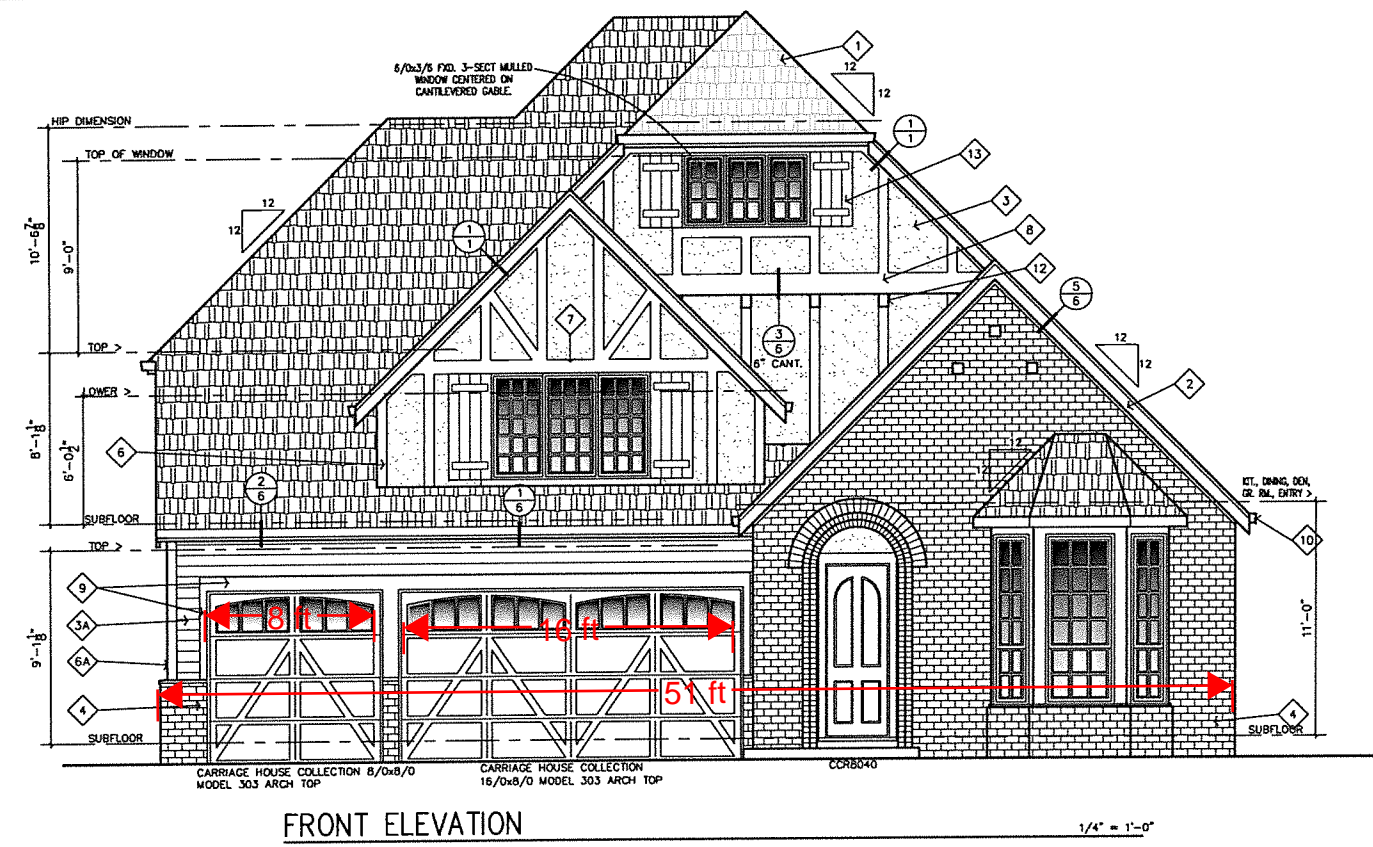 1
12
12
6/0x3/6 FXD. 3-SECT MULLED
WINDOW CENTERED ON
CANTILEVERED GABLE.
HIP DIMENSION
1
1
TOP OF WINDOW
13
12
12
3
10'-6 7/8"
9'-0"
1
1
8
12
5
6
7
3
6
6" CANT.
TOP >
12
12
2
LOWER >
8'-1 1/8"
6'-0 1/2"
6
12
12
2
6
1
6
KIT., DINING, DEN,
GR. RM., ENTRY >
SUBFLOOR
TOP >
10
9
8 ft
16 ft
3A
9'-1 1/8"
11'-0"
6A
51 ft
4
4
SUBFLOOR
SUBFLOOR
CARRIAGE HOUSE COLLECTION 8/0x8/0
MODEL 303 ARCH TOP
CARRIAGE HOUSE COLLECTION
16/0x8/0 MODEL 303 ARCH TOP
CCR8040
FRONT ELEVATION
1/4" = 1'-0"